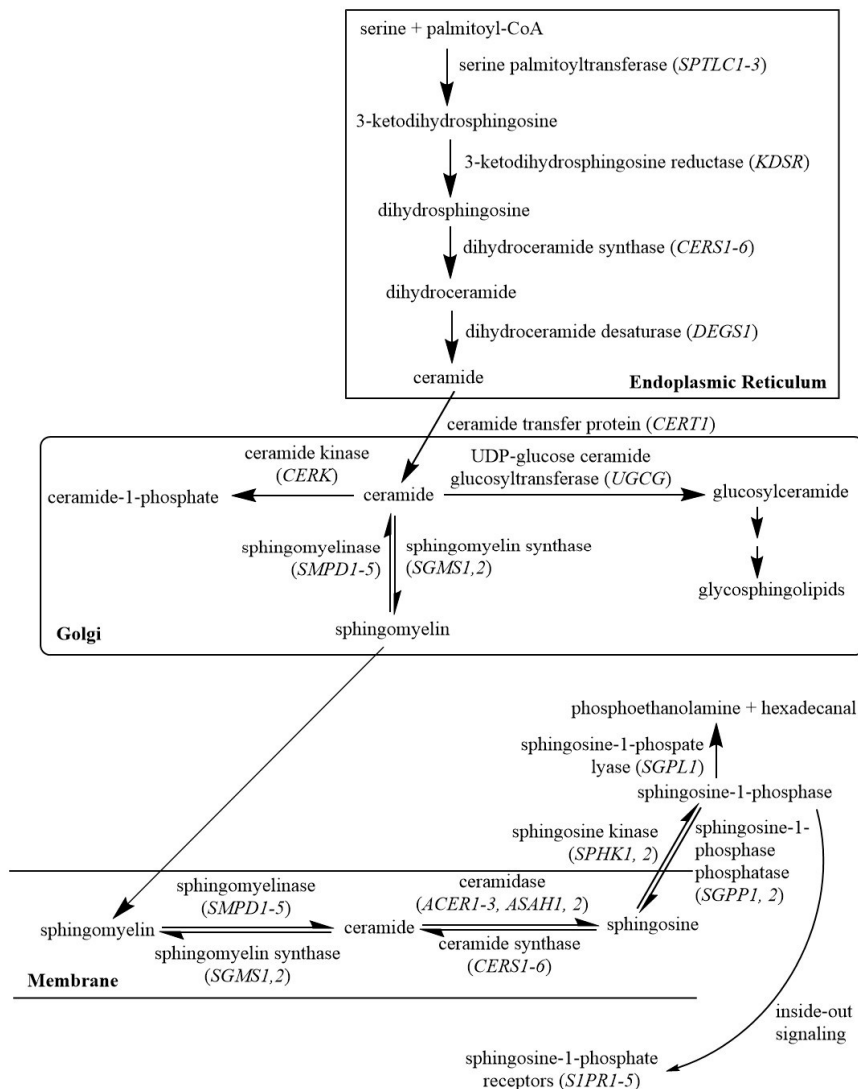 serine + palmitoyl-CoA
serine palmitoyltransferase (SPTLC1-3)
3-ketodihydrosphingosine
3-ketodihydrosphingosine reductase (KDSR)
dihydrosphingosine
dihydroceramide synthase (CERS1-6)
dihydroceramide
dihydroceramide desaturase (DEGS1)
ceramide
Endoplasmic Reticulum
ceramide transfer protein (CERT1)
ceramide kinase
(CERK)
UDP-glucose ceramide
glucosyltransferase (UGCG)
ceramide-1-phosphate
ceramide
glucosylceramide
sphingomyelinase
(SMPD1-5)
sphingomyelin synthase
(SGMS1,2)
glycosphingolipids
sphingomyelin
Golgi
phosphoethanolamine + hexadecanal
sphingosine-1-phospate
lyase (SGPL1)
sphingosine-1-phosphase
sphingosine kinase
(SPHK1, 2)
sphingosine-1-
phosphase
phosphatase
(SGPP1, 2)
sphingomyelinase
(SMPD1-5)
ceramidase
(ACER1-3, ASAH1, 2)
sphingomyelin
ceramide
sphingosine
sphingomyelin synthase
(SGMS1,2)
ceramide synthase
(CERS1-6)
Membrane
inside-out
signaling
sphingosine-1-phosphate
receptors (S1PR1-5)